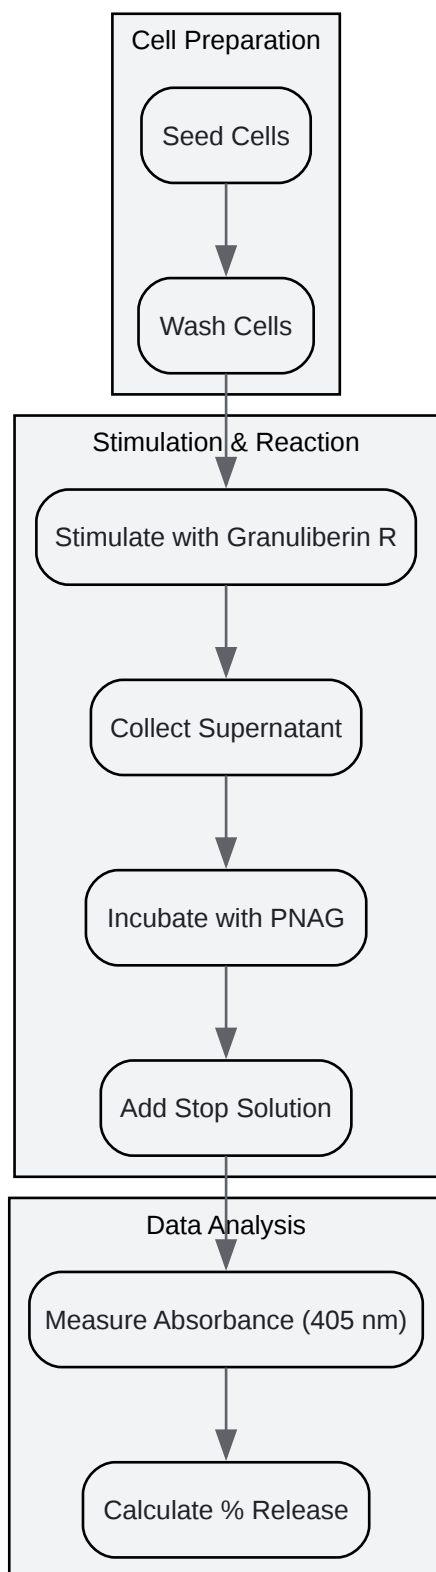 Cell Preparation
Seed Cells
Wash Cells
Stimulation & Reaction
Stimulate with Granuliberin R
Collect Supernatant
Incubate with PNAG
Add Stop Solution
Data Analysis
Measure Absorbance (405 nm)
Calculate % Release